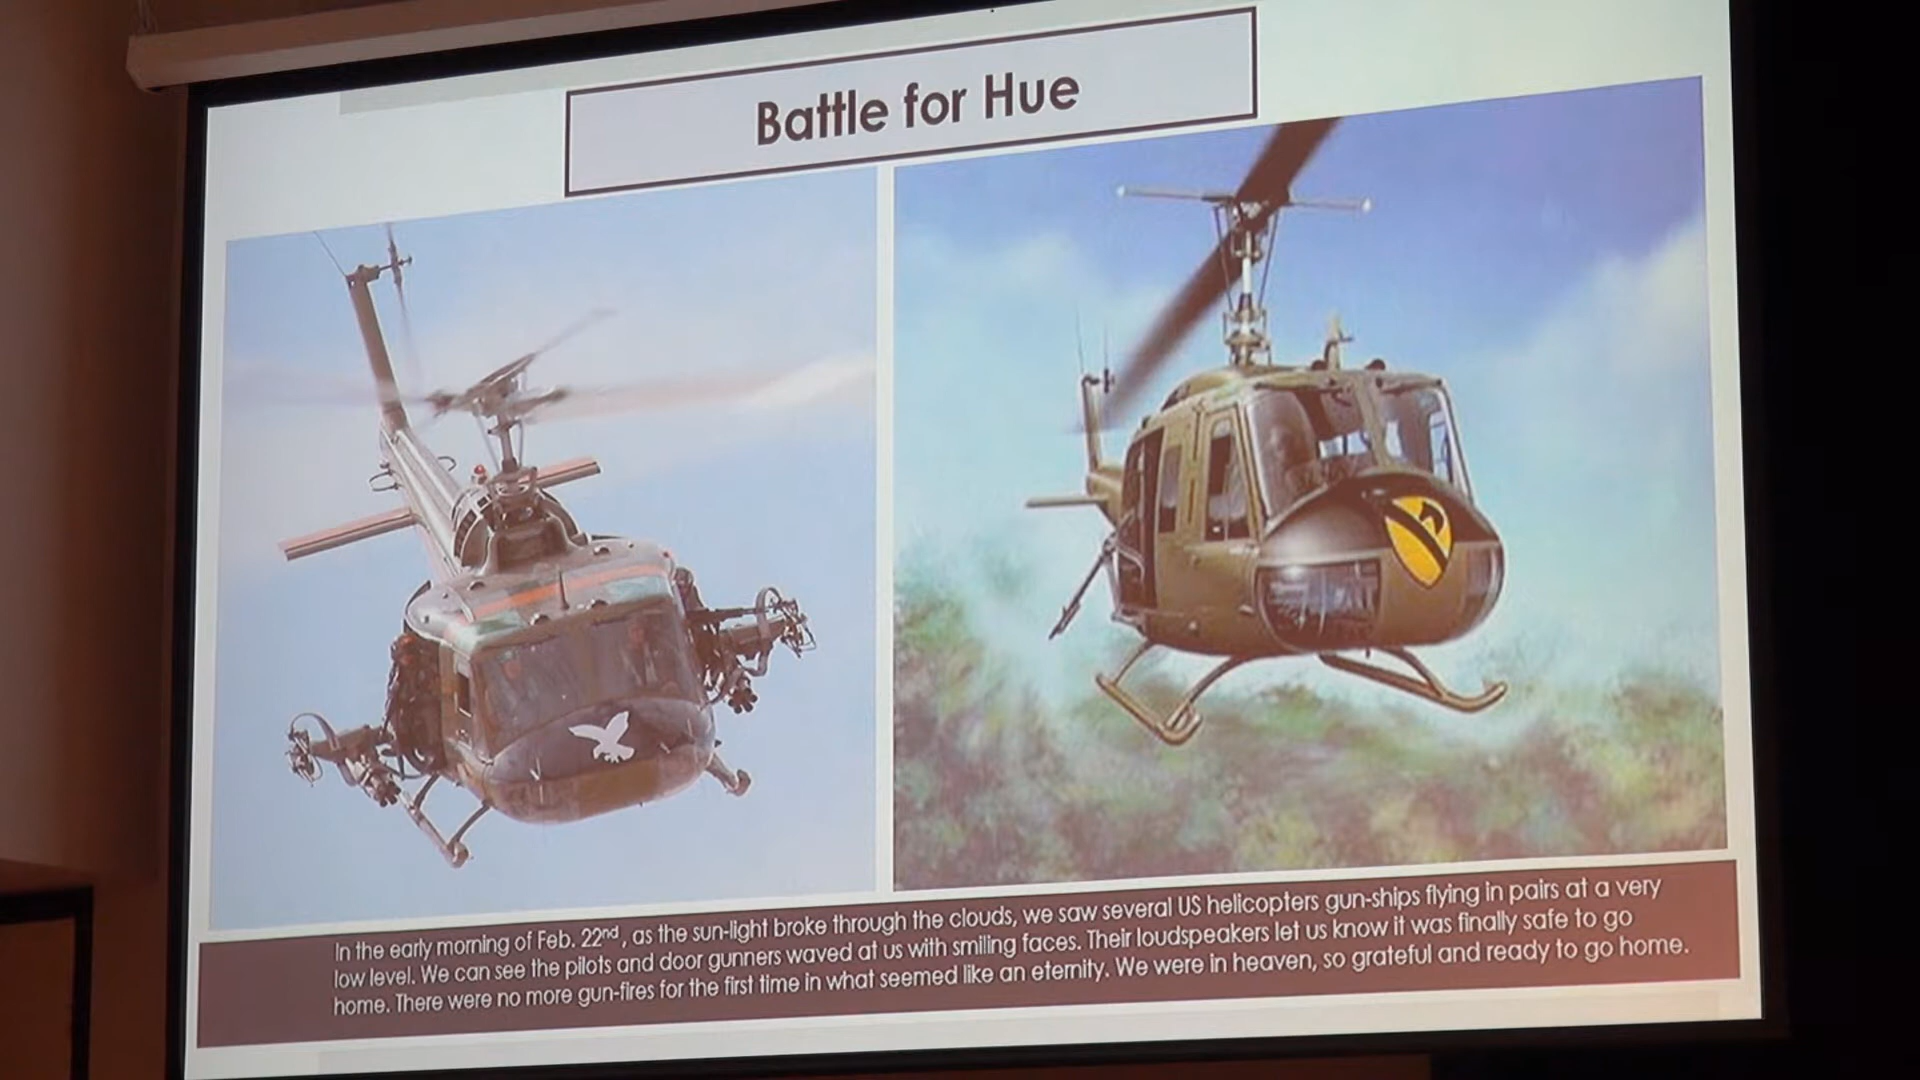 Battle for Hue
In the early morning of Feb. 22nd, as the sun-light broke through the clouds, we saw several US helicopters gun-ships flying in pairs at a very
low level. We can see the pilots and door gunners waved at us with smiling faces. Their loudspeakers let us know it was finally safe to go
home. There were no more gun-fires for the first time in what seemed like an eternity. We were in heaven, so grateful and ready to go home.